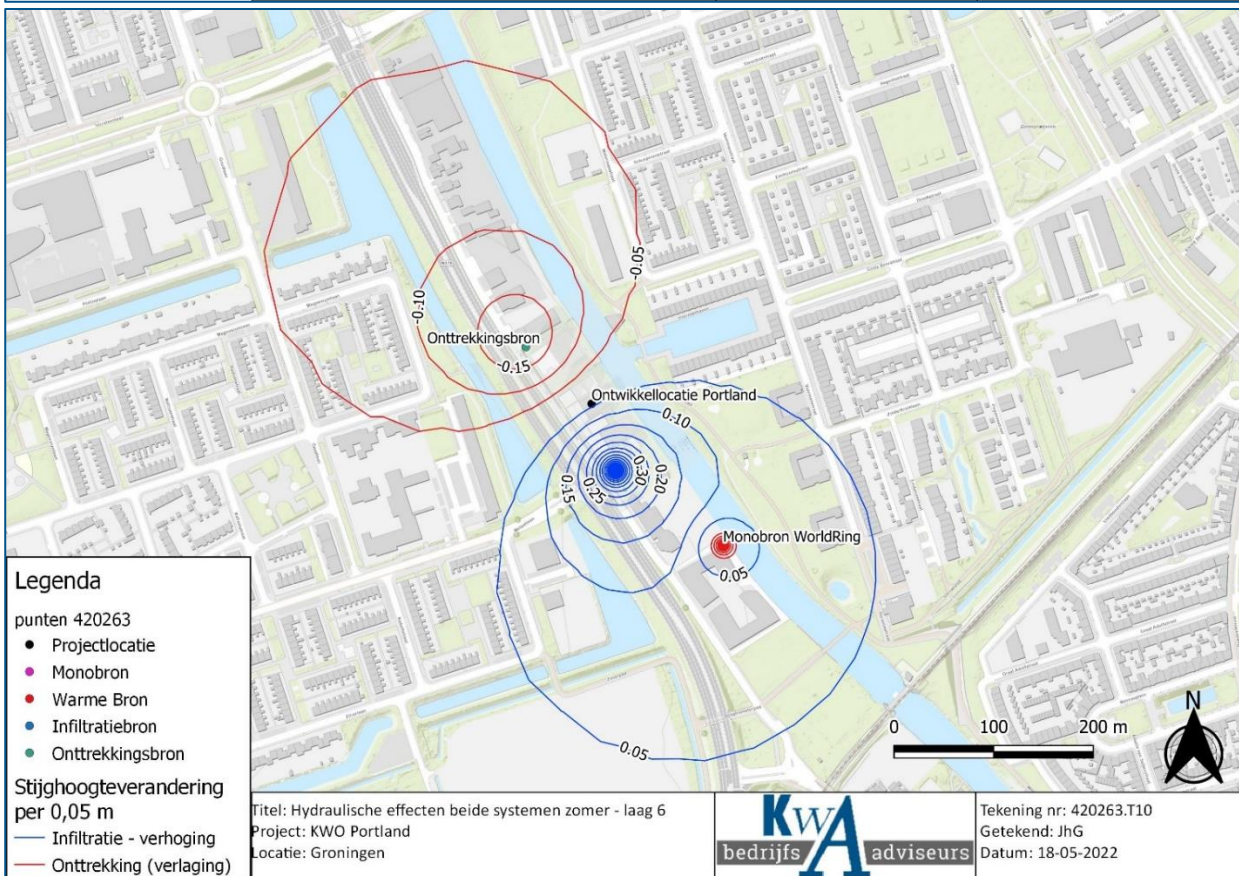 -0.05
-0.10
Onttrekkingsbron
-0.15
Ontwikkellocatie Portland
0.10
0.30
0.20
0.15
0.25
Monobron WorldRing
0.05
0.05
N
0 100 200 m
Legenda
punten 420263
Projectlocatie
Monobron
Warme Bron
Infiltratiebron
Onttrekkingsbron
Stijghoogteverandering
per 0,05 m
Infiltratie - verhoging
Onttrekking (verlaging)
Titel: Hydraulische effecten beide systemen zomer - laag 6
Project: KWO Portland
Locatie: Groningen
KWA
bedrijfs adviseurs
Tekening nr: 420263.T10
Getekend: JhG
Datum: 18-05-2022